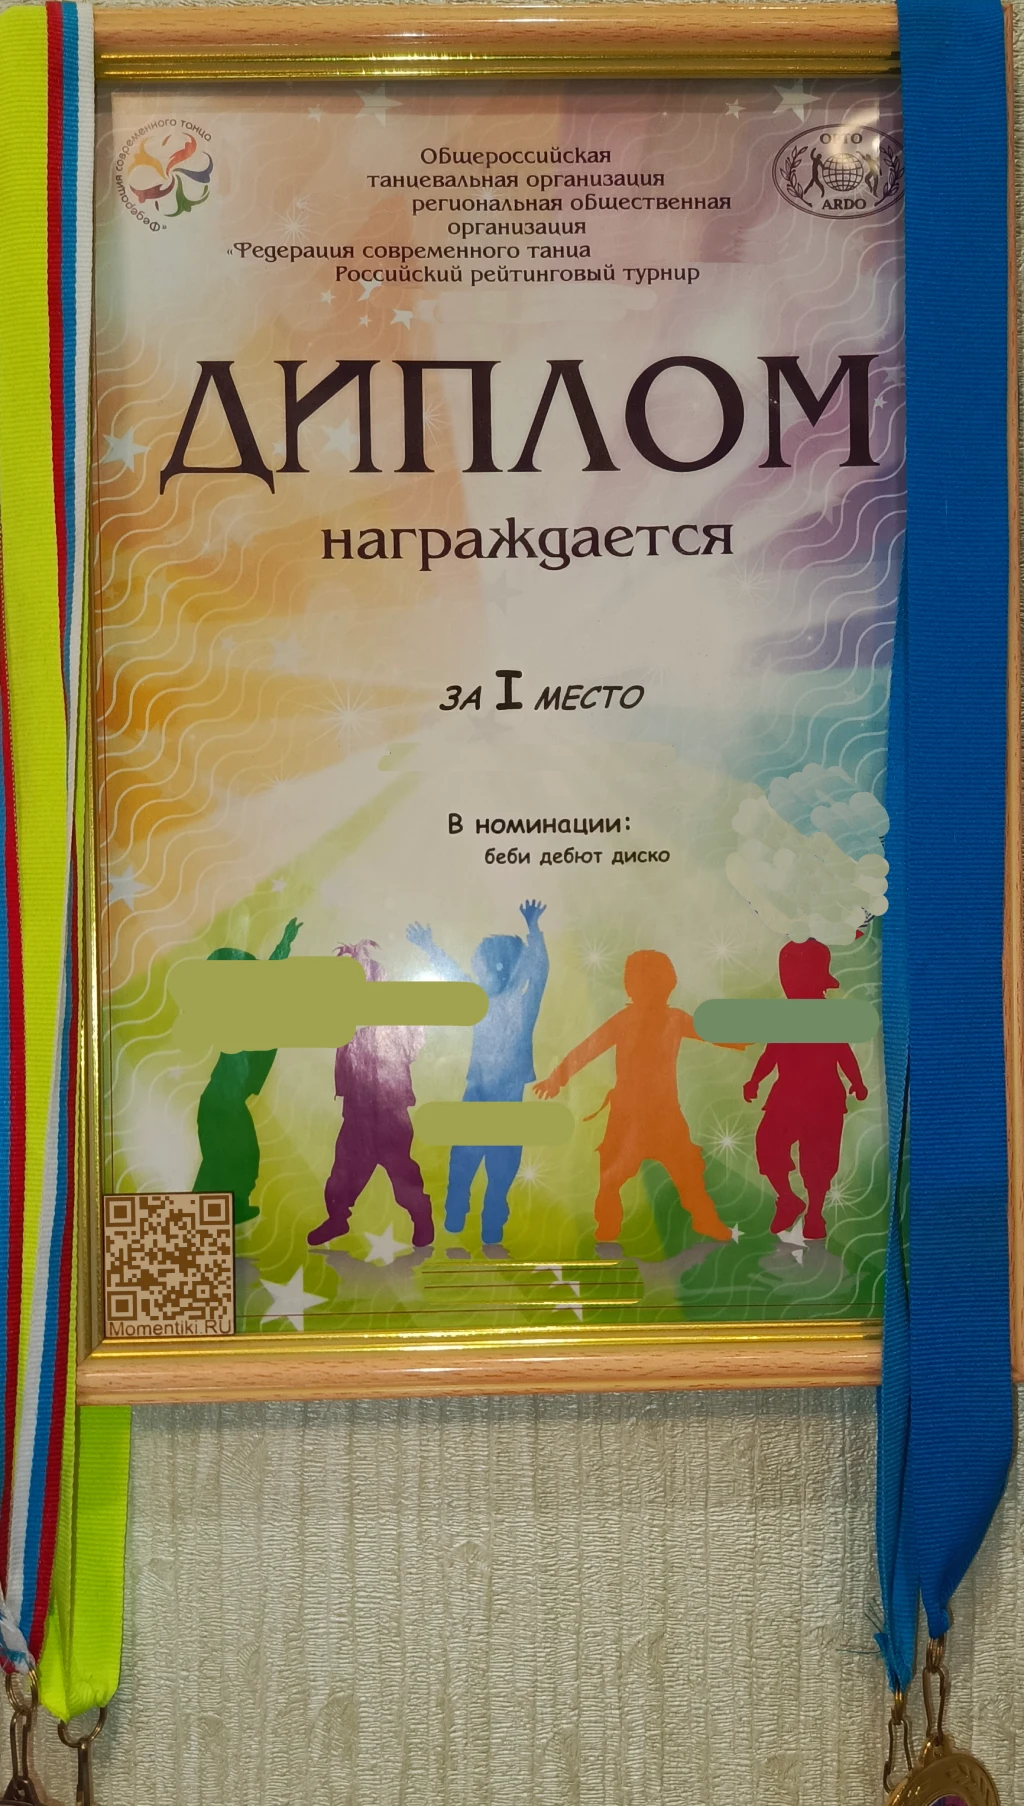 «Федерация современного танца
ОРТО
ARDO
Общероссийская
танцевальная организация
региональная общественная
организация
«Федерация современного танца
Российский рейтинговый турнир
ДИПЛОМ
награждается
ЗА I МЕСТО
В номинации:
беби дебют диско
Momentiki.RU